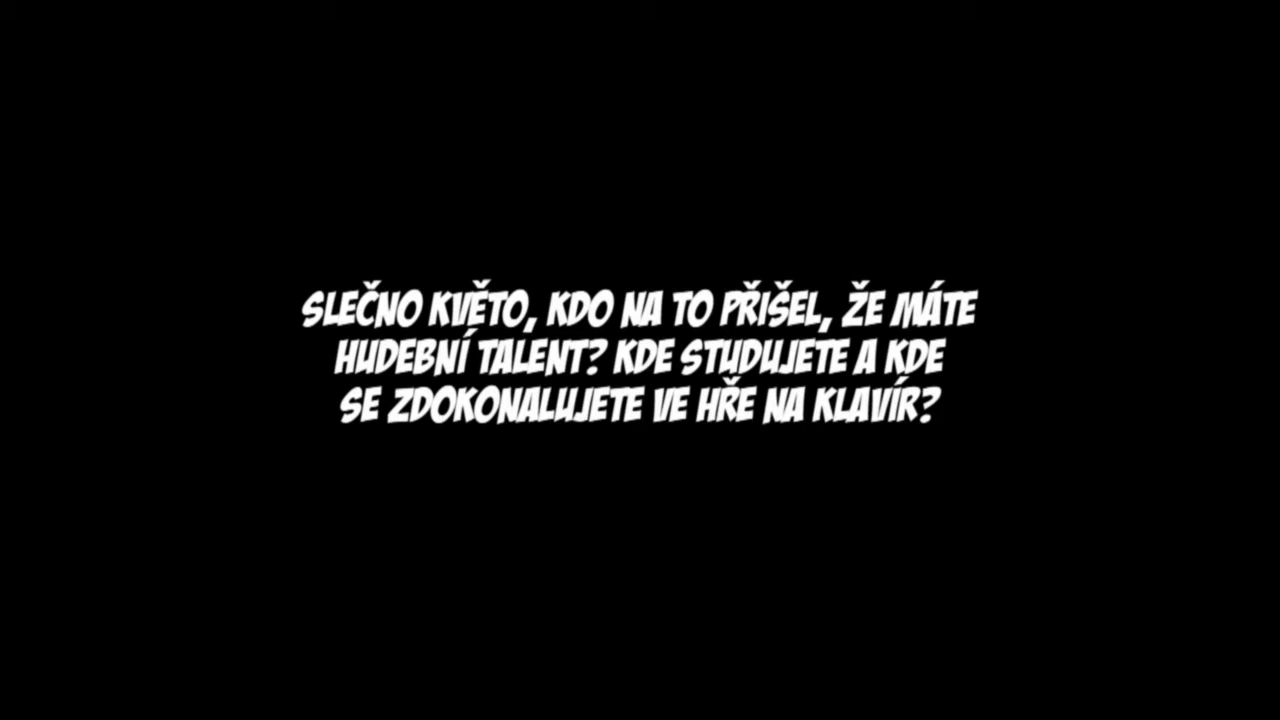 SLEČNO KVĚTO, KDO NA TO PŘIŠEL, ŽE MÁTE
HUDEBNÍ TALENT? KDE STUDUJETE A KDE
SE ZDOKONALUJETE VE HŘE NA KLAVÍR?